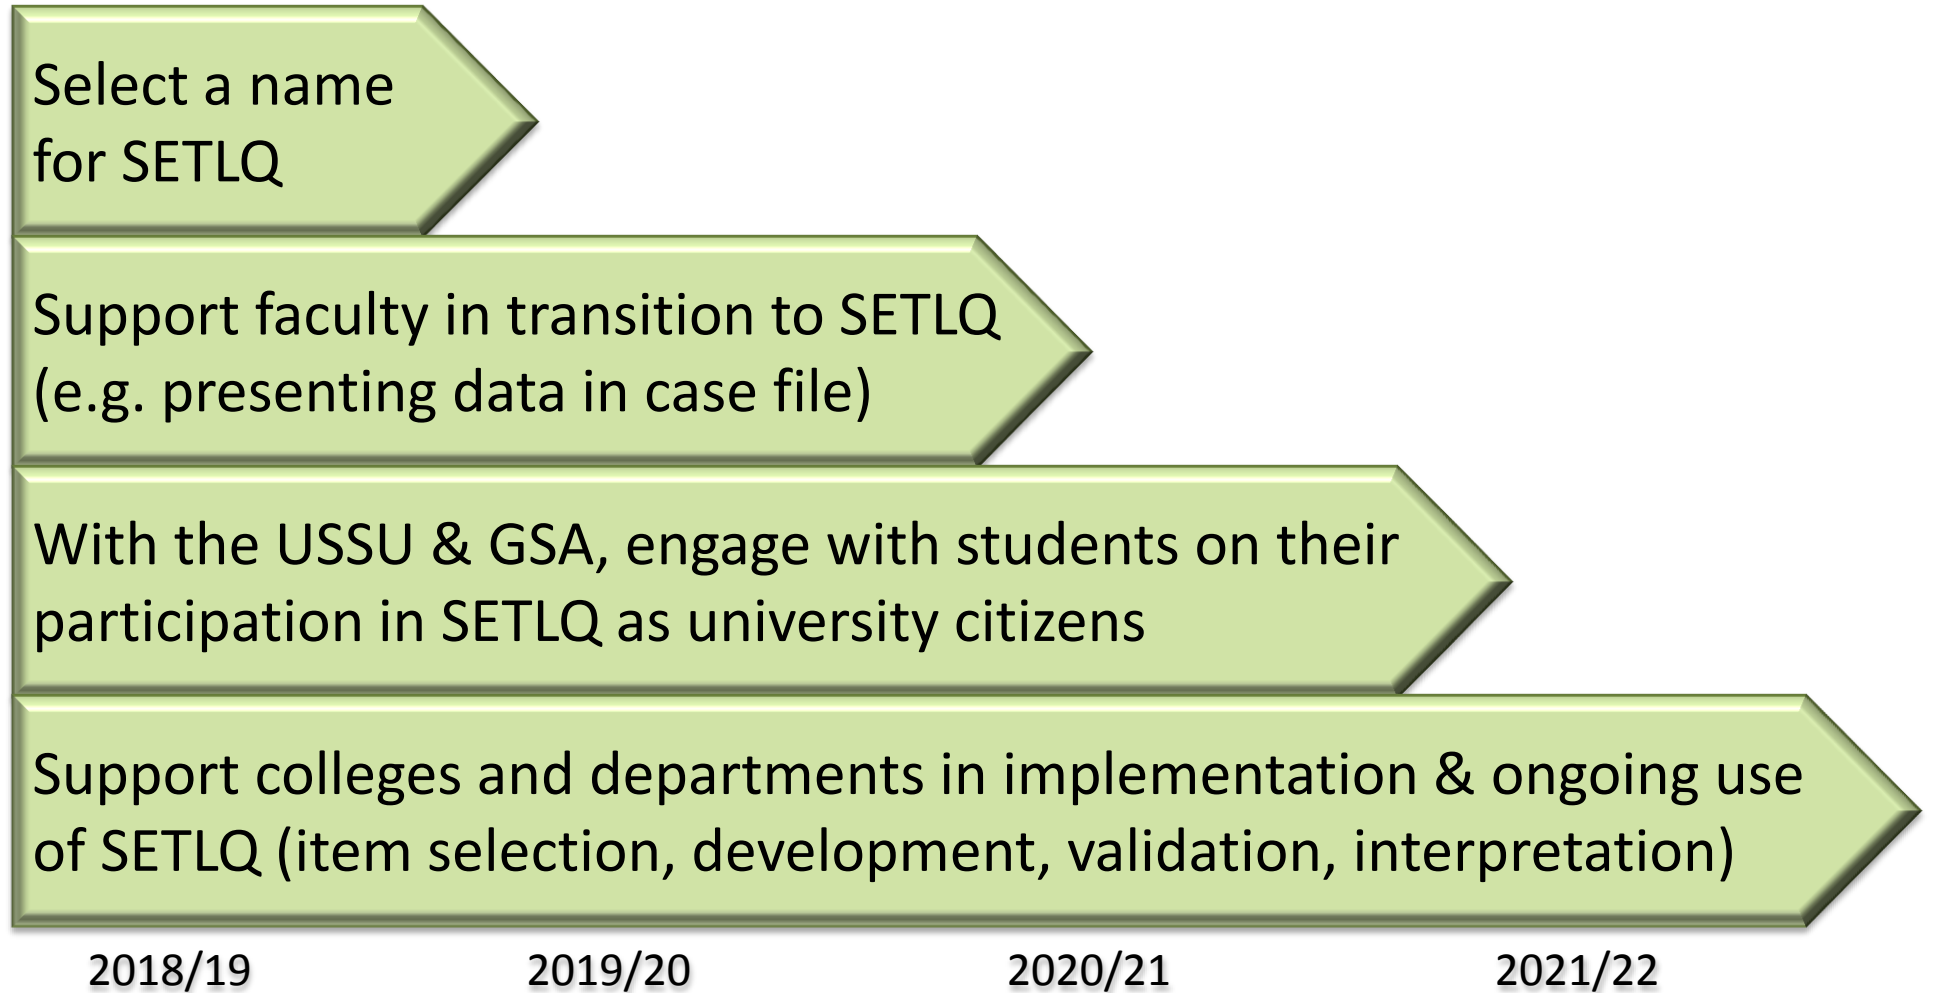 Select a name
for SETLQ
Support faculty in transition to SETLQ
(e.g. presenting data in case file)
With the USSU & GSA, engage with students on their
participation in SETLQ as university citizens
Support colleges and departments in implementation & ongoing use
of SETLQ (item selection, development, validation, interpretation)
2018/19 2019/20 2020/21 2021/22